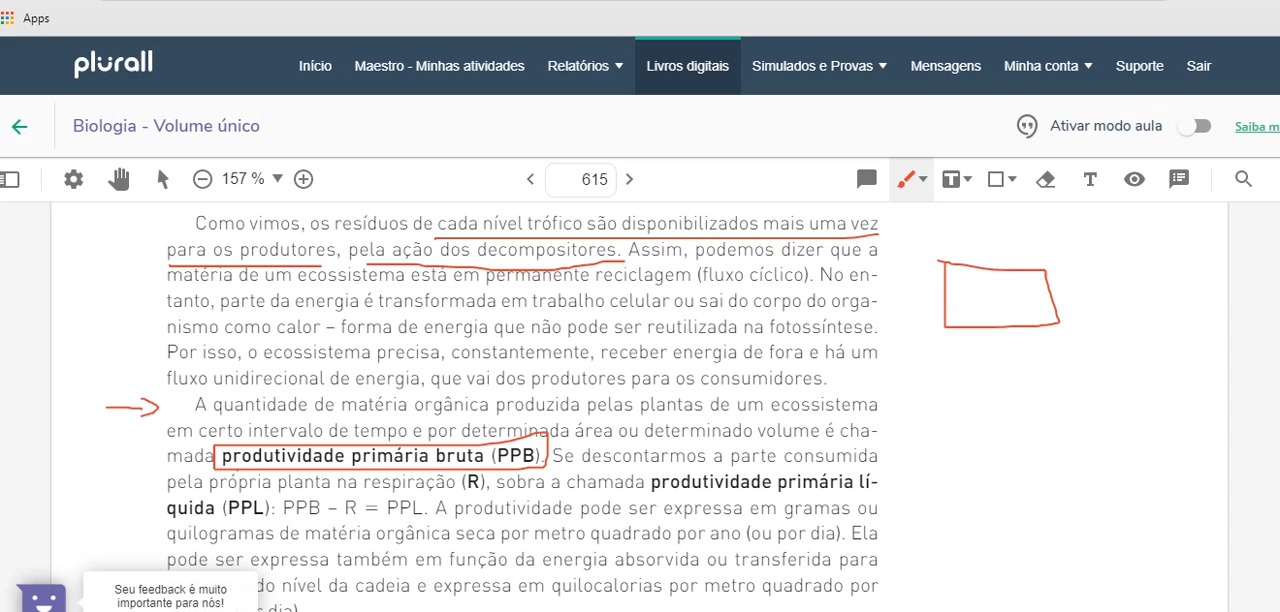 Apps
plurall
Início Maestro - Minhas atividades Relatórios Livros digitais Simulados e Provas Mensagens Minha conta Suporte Sair
Biologia - Volume único
Ativar modo aula
Saiba m
157 %
615
Como vimos, os resíduos de cada nível trófico são disponibilizados mais uma vez
para os produtores, pela ação dos decompositores. Assim, podemos dizer que a
matéria de um ecossistema está em permanente reciclagem (fluxo cíclico). No en-
tanto, parte da energia é transformada em trabalho celular ou sai do corpo do orga-
nismo como calor – forma de energia que não pode ser reutilizada na fotossíntese.
Por isso, o ecossistema precisa, constantemente, receber energia de fora e há um
fluxo unidirecional de energia, que vai dos produtores para os consumidores.
A quantidade de matéria orgânica produzida pelas plantas de um ecossistema
em certo intervalo de tempo e por determinada área ou determinado volume é cha-
mada produtividade primária bruta (PPB). Se descontarmos a parte consumida
pela própria planta na respiração (R), sobra a chamada produtividade primária lí-
quida (PPL): PPB – R = PPL. A produtividade pode ser expressa em gramas ou
quilogramas de matéria orgânica seca por metro quadrado por ano (ou por dia). Ela
pode ser expressa também em função da energia absorvida ou transferida para
do nível da cadeia e expressa em quilocalorias por metro quadrado por
dia).
Seu feedback é muito
importante para nós!